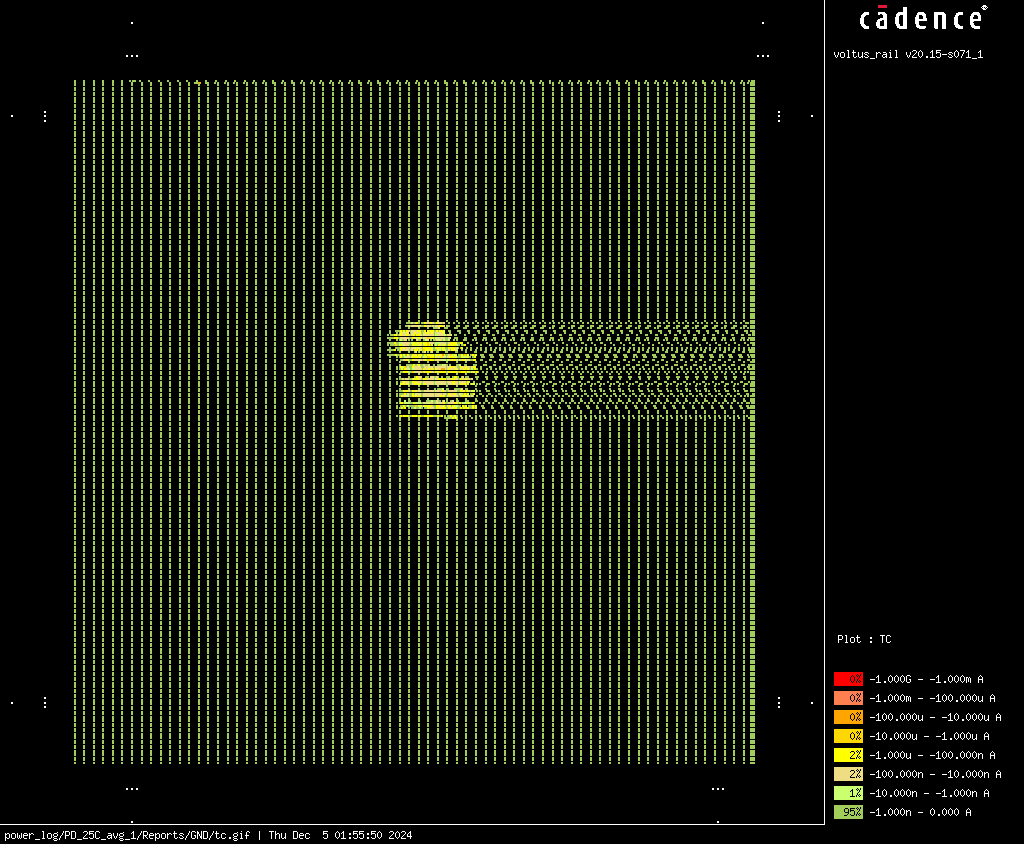 cādence®
voltus_rail v20.15-s071_1
Plot : TC
0% -1.000G - -1.000m A
0% -1.000m - -100.000u A
0% -100.000u - -10.000u A
0% -10.000u - -1.000u A
2% -1.000u - -100.000n A
2% -100.000n - -10.000n A
1% -10.000n - -1.000n A
95% -1.000n - 0.000 A
power_log/PD_25C_avg_1/Reports/GND/tc.gif | Thu Dec  5 01:55:50 2024